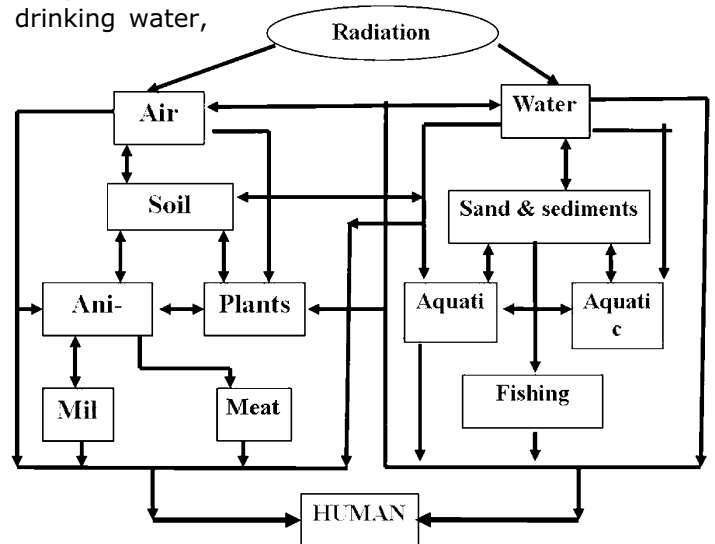 drinking water,
Radiation
Air
Water
Soil
Sand & sediments
Ani-
Plants
Aquati
Aquati
c
Mil
Meat
Fishing
HUMAN